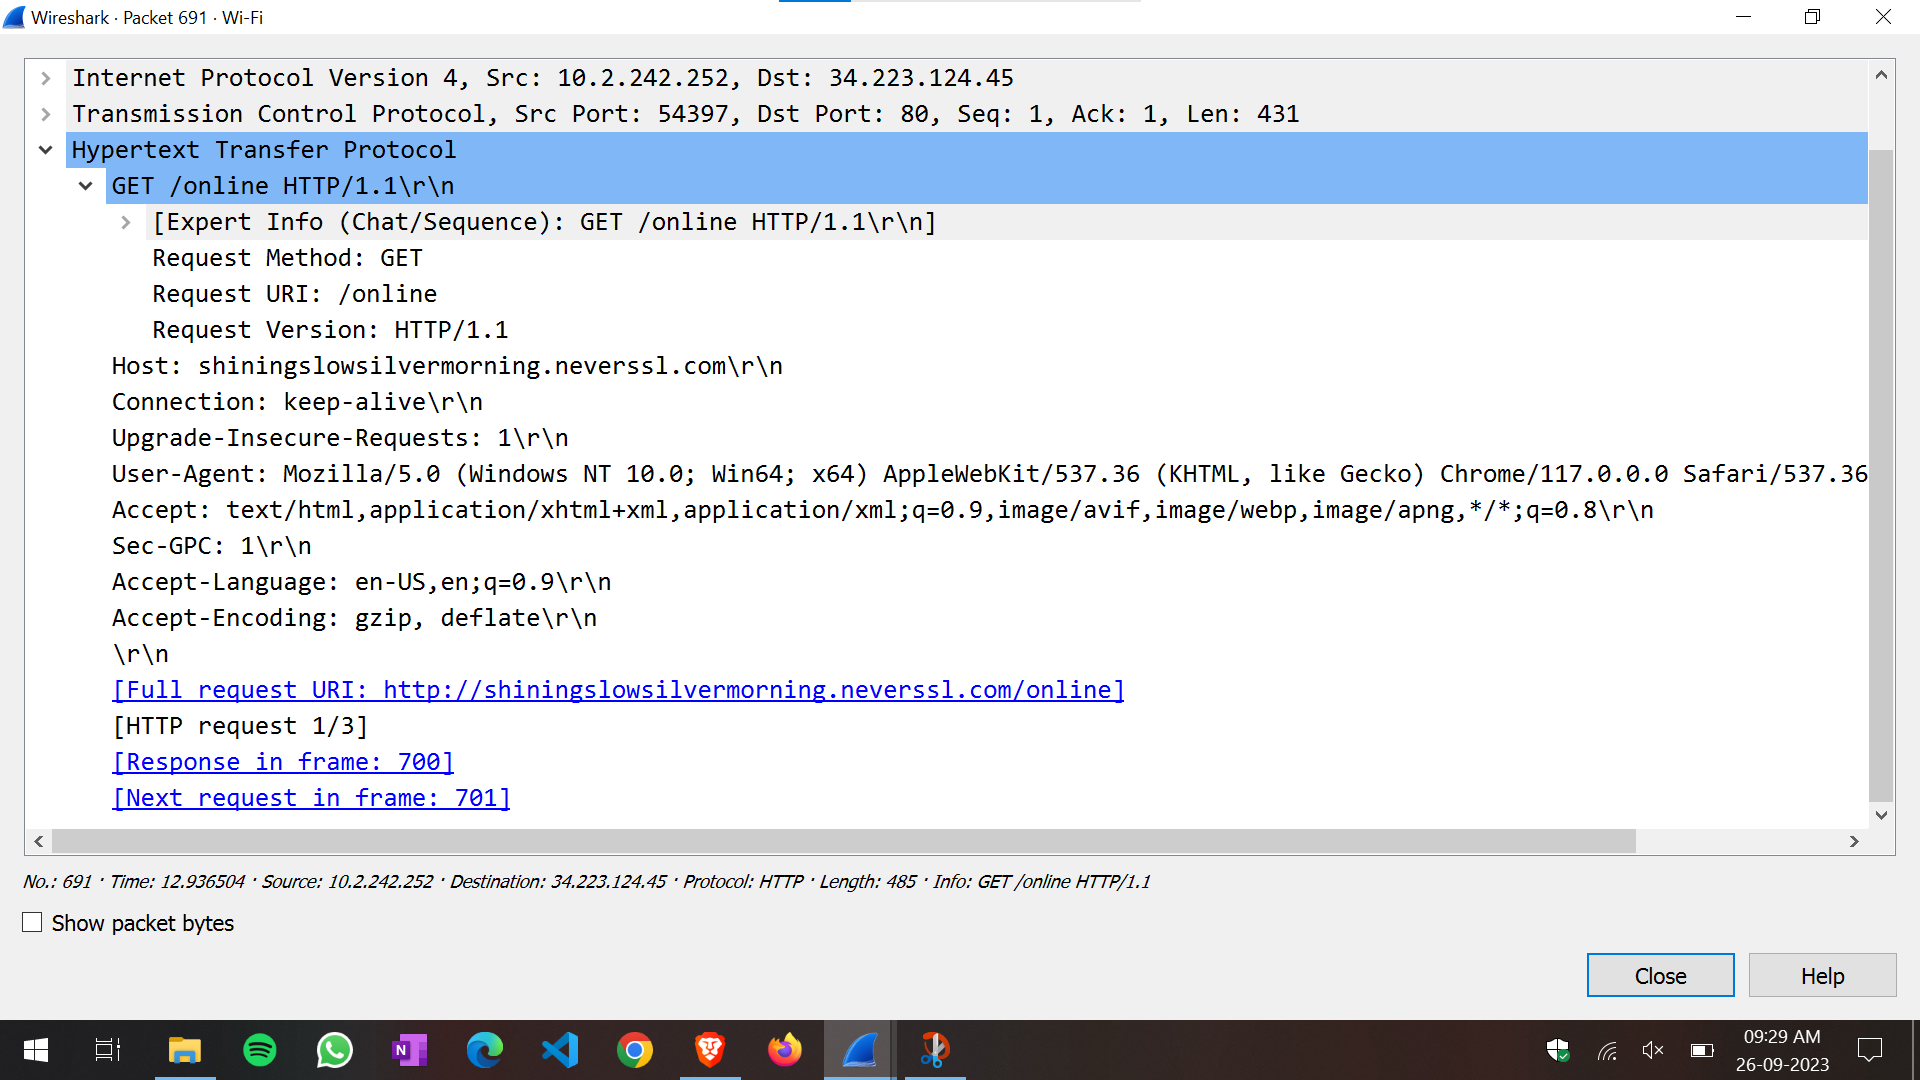 Wireshark · Packet 691 · Wi-Fi
Internet Protocol Version 4, Src: 10.2.242.252, Dst: 34.223.124.45
Transmission Control Protocol, Src Port: 54397, Dst Port: 80, Seq: 1, Ack: 1, Len: 431
Hypertext Transfer Protocol
GET /online HTTP/1.1\r\n
[Expert Info (Chat/Sequence): GET /online HTTP/1.1\r\n]
Request Method: GET
Request URI: /online
Request Version: HTTP/1.1
Host: shiningslowsilvermorning.neverssl.com\r\n
Connection: keep-alive\r\n
Upgrade-Insecure-Requests: 1\r\n
User-Agent: Mozilla/5.0 (Windows NT 10.0; Win64; x64) AppleWebKit/537.36 (KHTML, like Gecko) Chrome/117.0.0.0 Safari/537.36
Accept: text/html,application/xhtml+xml,application/xml;q=0.9,image/avif,image/webp,image/apng,*/*;q=0.8\r\n
Sec-GPC: 1\r\n
Accept-Language: en-US,en;q=0.9\r\n
Accept-Encoding: gzip, deflate\r\n
\r\n
[Full request URI: http://shiningslowsilvermorning.neverssl.com/online]
[HTTP request 1/3]
[Response in frame: 700]
[Next request in frame: 701]
No.: 691 · Time: 12.936504 · Source: 10.2.242.252 · Destination: 34.223.124.45 · Protocol: HTTP · Length: 485 · Info: GET /online HTTP/1.1
Show packet bytes
Close
Help
N
09:29 AM
26-09-2023